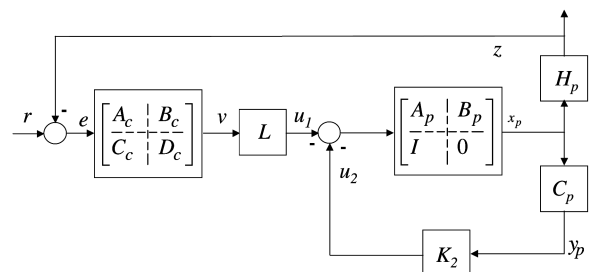 z
r - e
A_c B_c
C_c D_c
v
L
u_1
-
-
A_p B_p
I 0
x_p
H_p
u_2
C_p
K_2
y_p